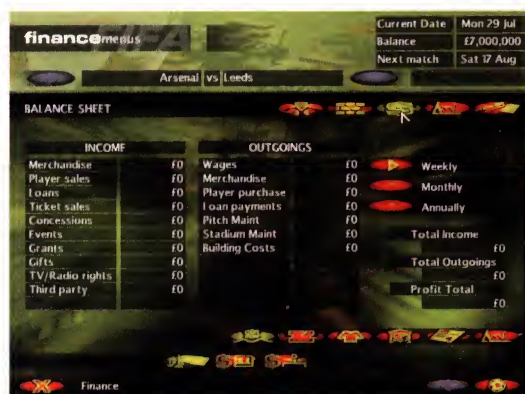 finance menus
Current Date Mon 29 Jul
Balance £7,000,000
Next match Sat 17 Aug
Arsenal vs Leeds
BALANCE SHEET
INCOME
Merchandise £0
Player sales £0
Loans £0
Ticket sales £0
Concessions £0
Events £0
Grants £0
Gifts £0
TV/Radio rights £0
Third party £0
OUTGOINGS
Wages £0
Merchandise £0
Player purchase £0
Loan payments £0
Pitch Maint £0
Stadium Maint £0
Building Costs £0
Weekly
Monthly
Annually
Total Income
£0
Total Outgoings
£0
Profit Total
£0
Finance